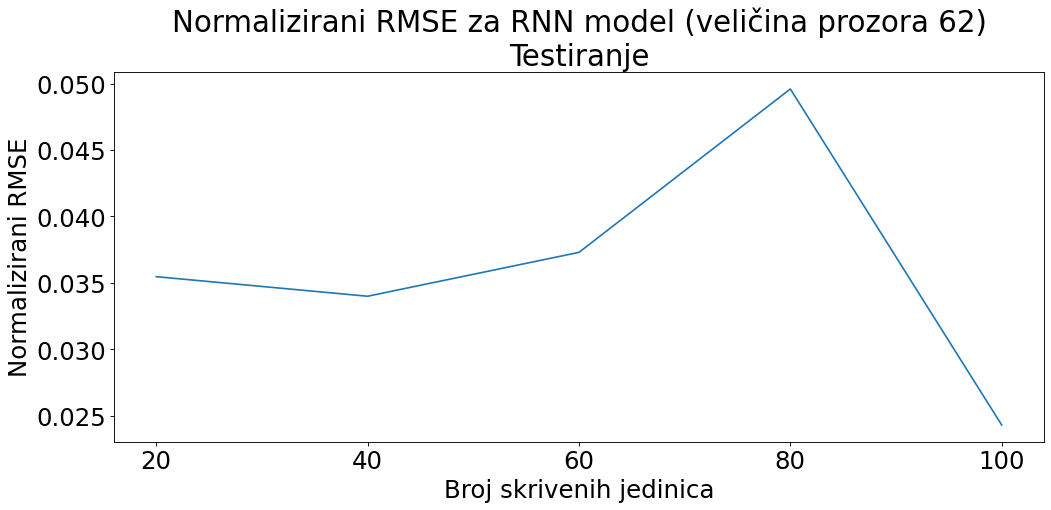 Normalizirani RMSE za RNN model (veličina prozora 62)
Testiranje
Normalizirani RMSE
0.050
0.045
0.040
0.035
0.030
0.025
20 40 60 80 100
Broj skrivenih jedinica